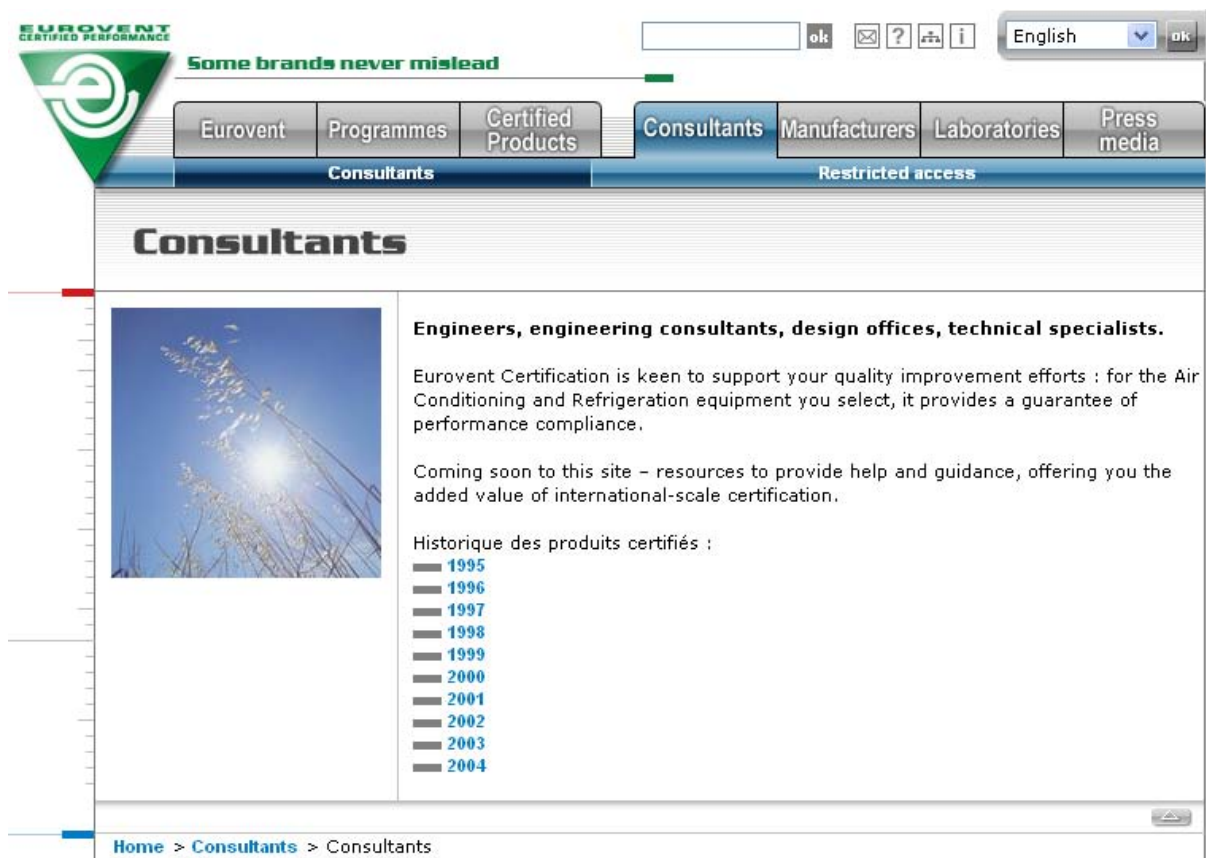 EUROVENT
CERTIFIED PERFORMANCE
Some brands never mislead
ok
?
i
English
ok
Eurovent
Programmes
Certified
Products
Consultants
Manufacturers
Laboratories
Press
media
Consultants
Restricted access
Consultants
Engineers, engineering consultants, design offices, technical specialists.
Eurovent Certification is keen to support your quality improvement efforts : for the Air
Conditioning and Refrigeration equipment you select, it provides a guarantee of
performance compliance.
Coming soon to this site – resources to provide help and guidance, offering you the
added value of international-scale certification.
Historique des produits certifiés :
1995
1996
1997
1998
1999
2000
2001
2002
2003
2004
Home > Consultants > Consultants